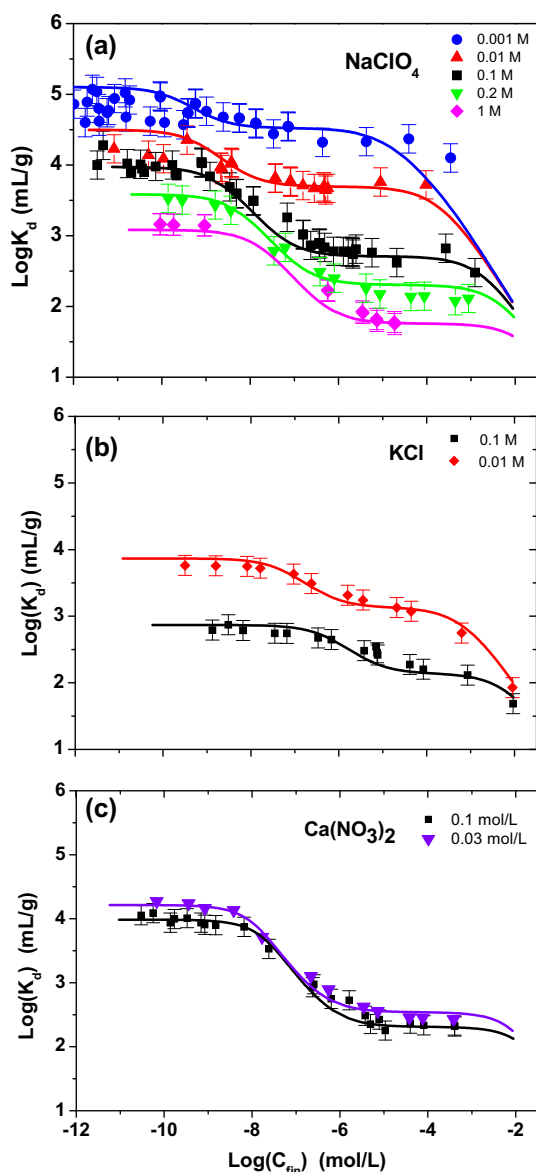 6
(a)
NaClO4
0.001 M
0.01 M
0.1 M
0.2 M
1 M
5
4
3
2
1
LogKd (mL/g)
6
(b)
KCl
0.1 M
0.01 M
5
4
3
2
1
Log(Kd) (mL/g)
6
(c)
Ca(NO3)2
0.1 mol/L
0.03 mol/L
5
4
3
2
1
Log(Kd) (mL/g)
-12 -10 -8 -6 -4 -2
Log(Cfin) (mol/L)